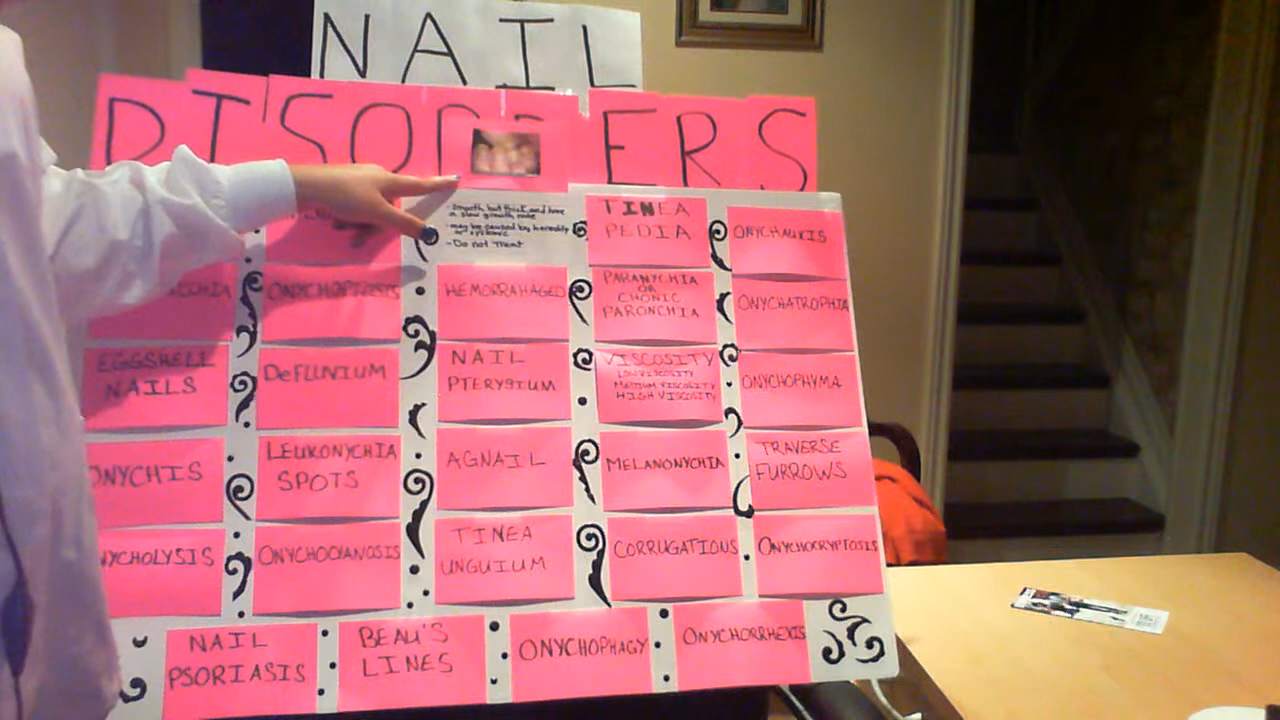 NAIL
DISORDERS
- Smooth but thick and have
a slow growth rate
- may be caused by heredity
or systemic
- Do not Treat
TINEA
PEDIA
ONYCHAUXIS
ONYCHOPTOSIS
HEMORRAHAGED
PARANYCHIA
OR
CHONIC
PARONCHIA
ONYCHATROPHIA
EGGSHELL
NAILS
DeFLUVIUM
NAIL
PTERYGIUM
VISCOSITY
LOW VISCOSITY
MEDIUM VISCOSITY
HIGH VISCOSITY
ONYCHOPHYMA
ONYCHIS
LEUKONYCHIA
SPOTS
AGNAIL
MELANONYCHIA
TRAVERSE
FURROWS
NYCHOLYSIS
ONYCHOCYANOSIS
TINEA
UNGUIUM
CORRUGATIONS
ONYCHOCRYPTOSIS
NAIL
PSORIASIS
BEAU'S
LINES
ONYCHOPHAGY
ONYCHORRHEXIS